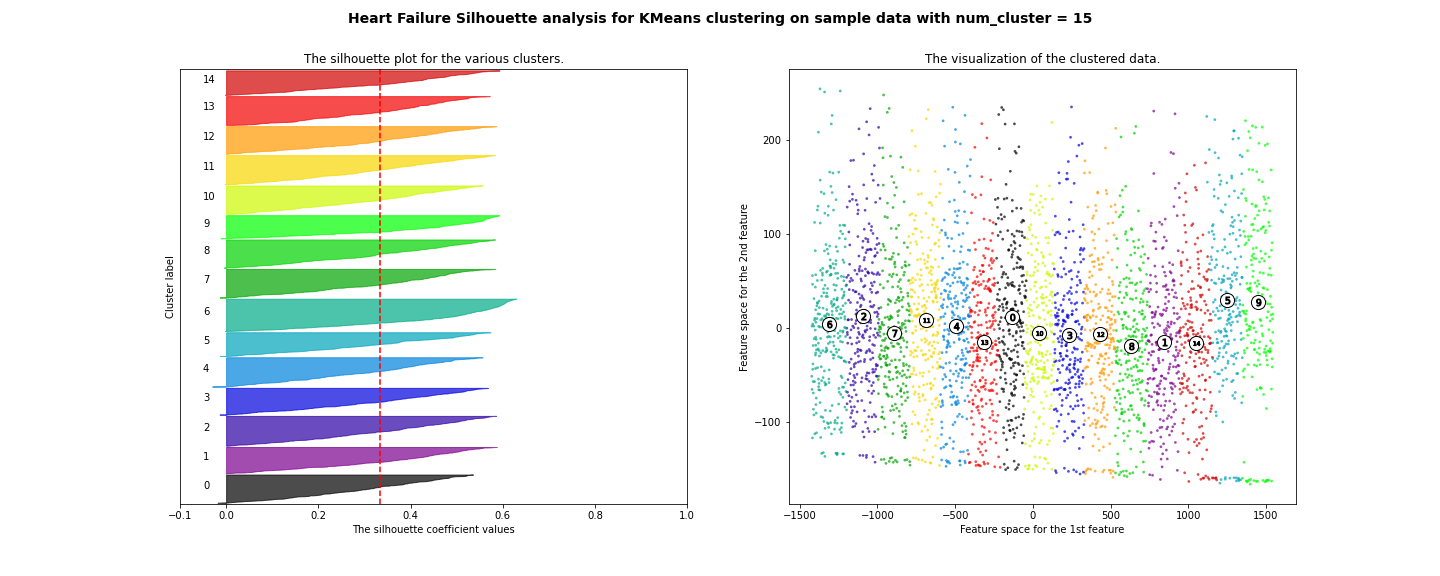 Heart Failure Silhouette analysis for KMeans clustering on sample data with num_cluster = 15
The silhouette plot for the various clusters.
14
13
12
11
10
9
8
7
6
5
4
3
2
1
0
Cluster label
−0.1 0.0 0.2 0.4 0.6 0.8 1.0
The silhouette coefficient values
The visualization of the clustered data.
200
100
0
−100
Feature space for the 2nd feature
6 2 7 11 4 13 0 10 3 12 8 1 14 5 9
−1500 −1000 −500 0 500 1000 1500
Feature space for the 1st feature